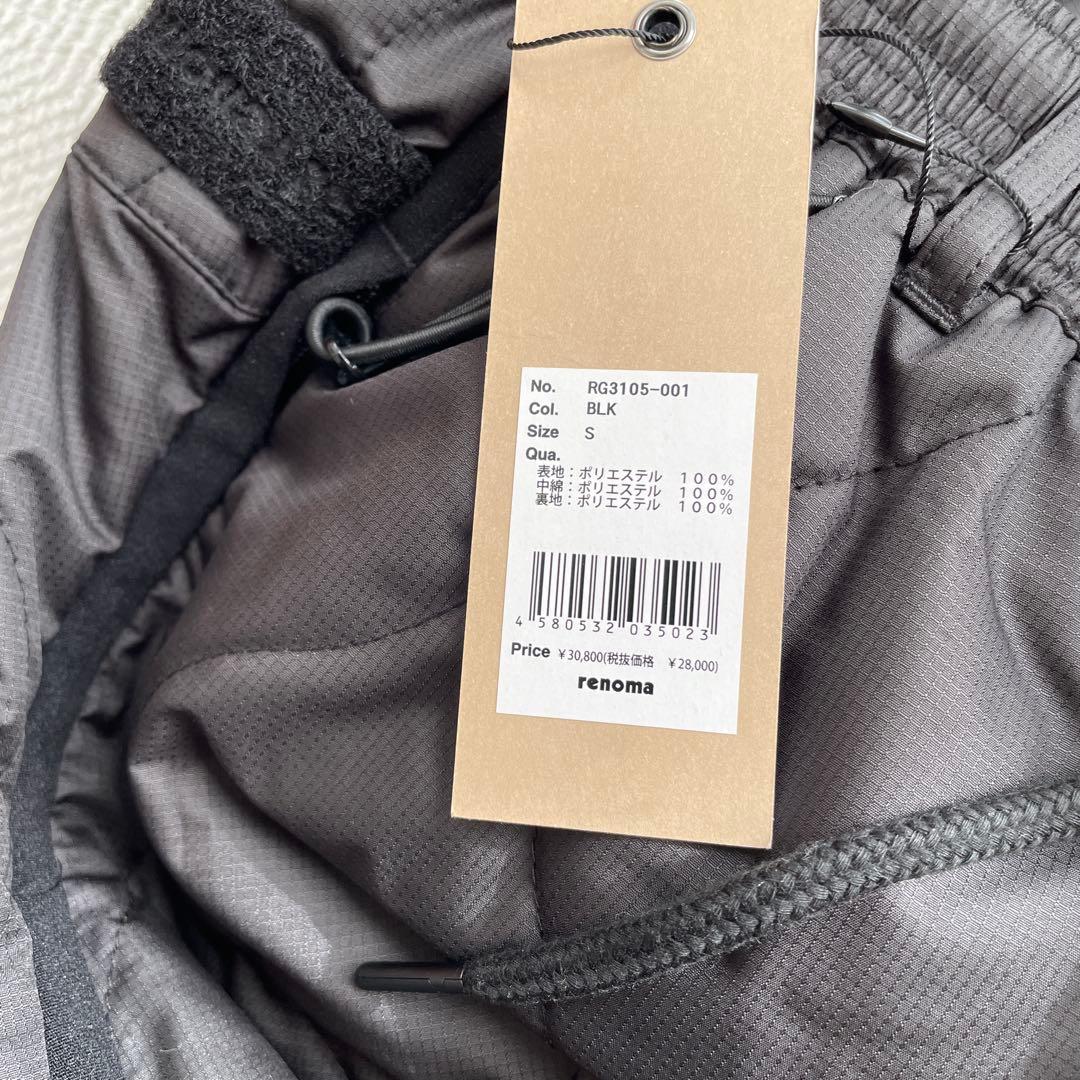 No. RG3105-001
Col. BLK
Size S
Qua.
表地：ポリエステル 100%
中綿：ポリエステル 100%
裏地：ポリエステル 100%
4 580532 035023
Price ￥30,800(税抜価格 ￥28,000)
renoma